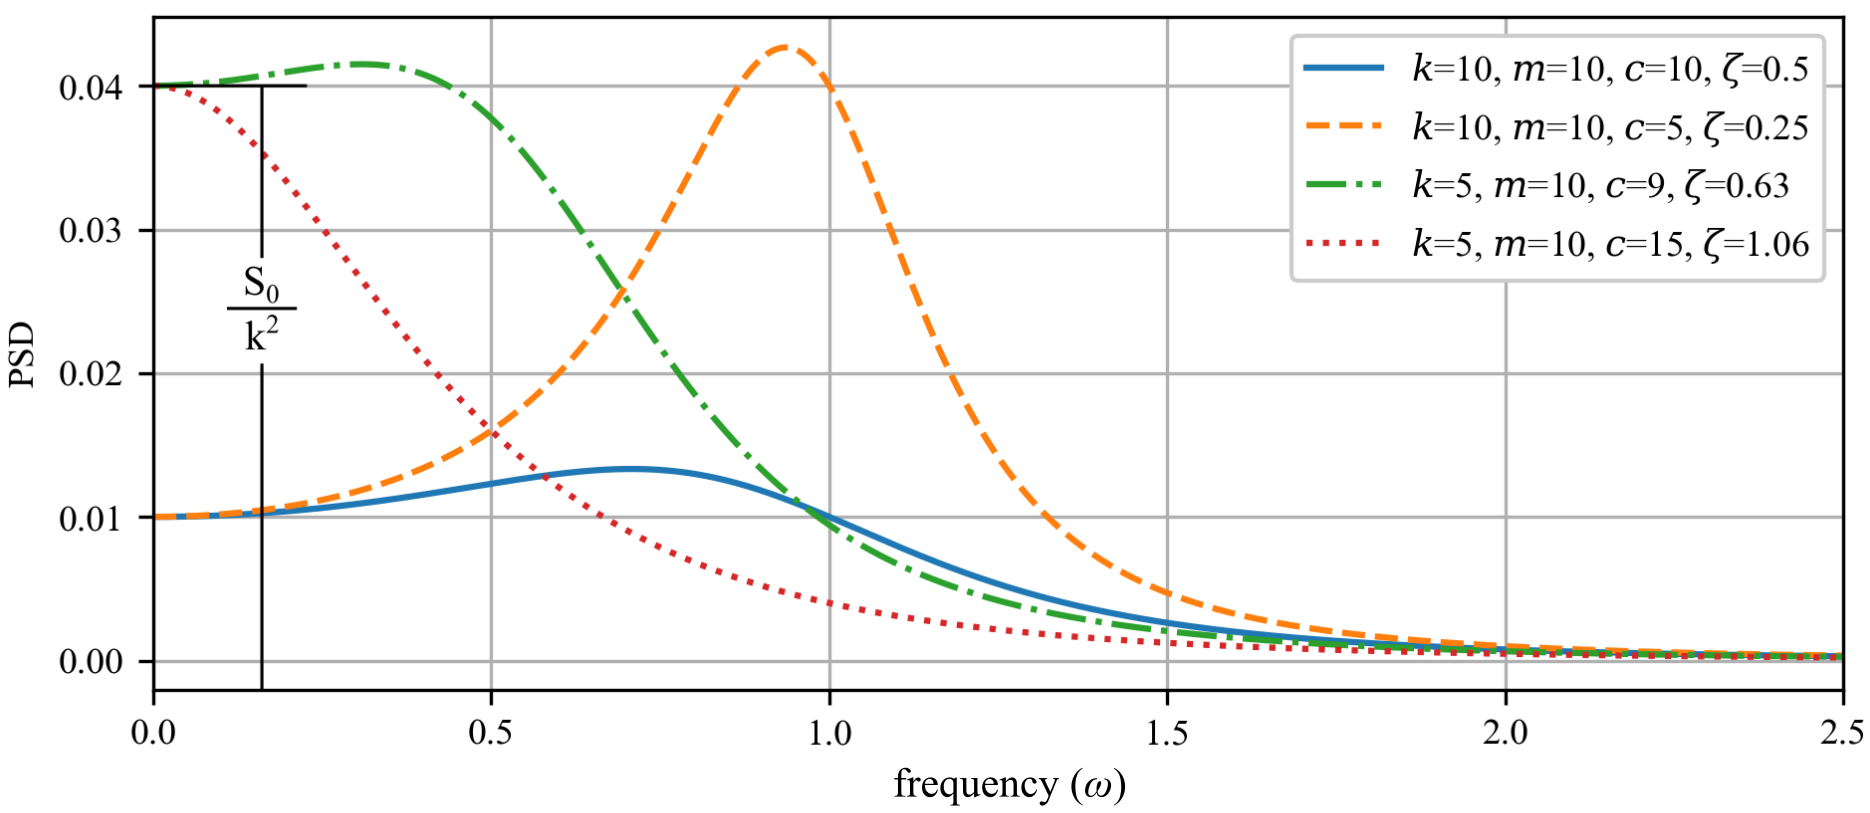 k=10, m=10, c=10, ζ=0.5
k=10, m=10, c=5, ζ=0.25
k=5, m=10, c=9, ζ=0.63
k=5, m=10, c=15, ζ=1.06
0.04
0.03
0.02
0.01
0.00
PSD
S₀
k²
0.0 0.5 1.0 1.5 2.0 2.5
frequency (ω)